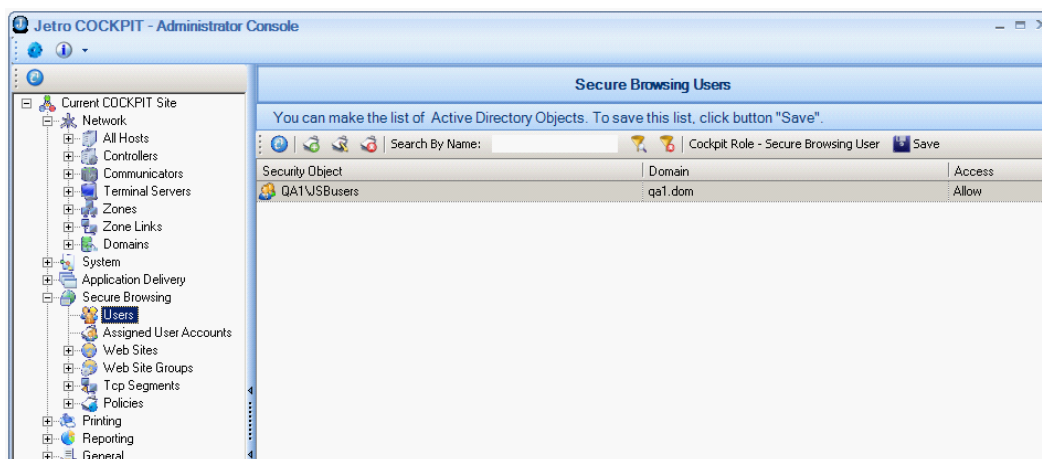 Jetro COCKPIT - Administrator Console
Secure Browsing Users
You can make the list of Active Directory Objects. To save this list, click button "Save".
Search By Name:
Cockpit Role - Secure Browsing User
Save
Security Object
Domain
Access
QA1\JSBusers
qa1.dom
Allow
Current COCKPIT Site
Network
All Hosts
Controllers
Communicators
Terminal Servers
Zones
Zone Links
Domains
System
Application Delivery
Secure Browsing
Users
Assigned User Accounts
Web Sites
Web Site Groups
Tcp Segments
Policies
Printing
Reporting
General